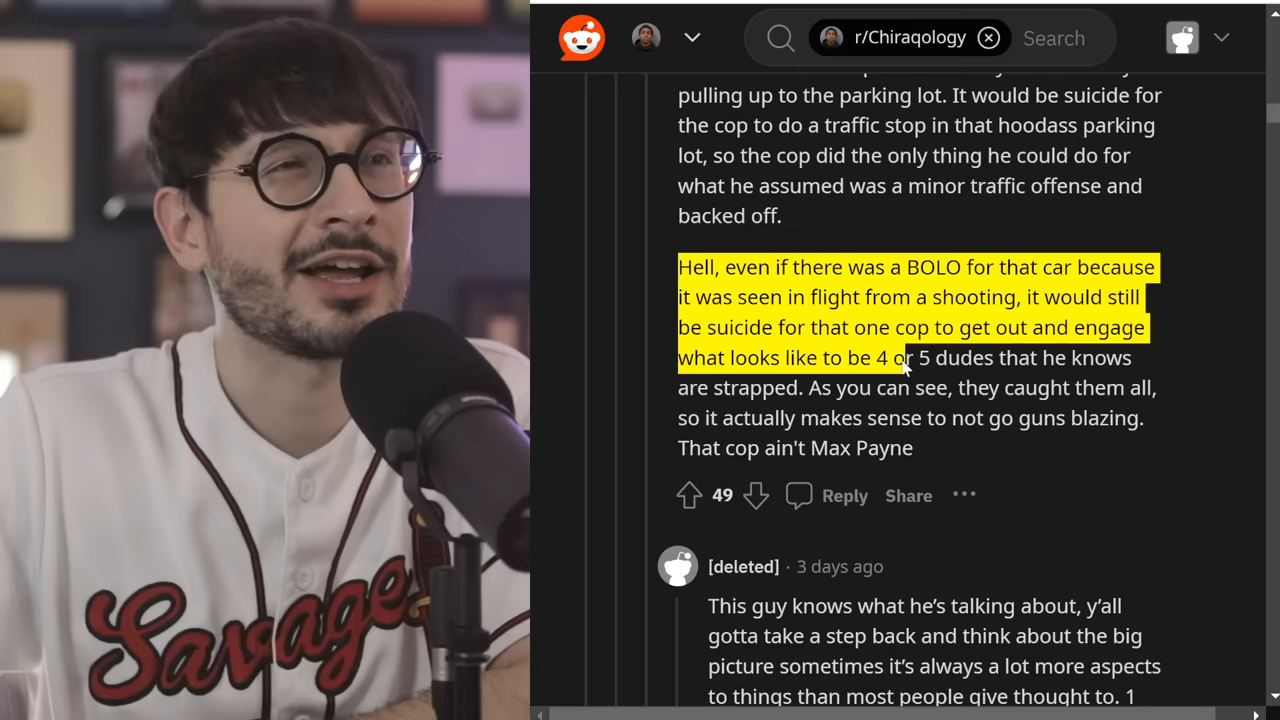 Savage
r/Chiraqology
Search
pulling up to the parking lot. It would be suicide for
the cop to do a traffic stop in that hoodass parking
lot, so the cop did the only thing he could do for
what he assumed was a minor traffic offense and
backed off.
Hell, even if there was a BOLO for that car because
it was seen in flight from a shooting, it would still
be suicide for that one cop to get out and engage
what looks like to be 4 or 5 dudes that he knows
are strapped. As you can see, they caught them all,
so it actually makes sense to not go guns blazing.
That cop ain't Max Payne
49
Reply
Share
[deleted] · 3 days ago
This guy knows what he’s talking about, y’all
gotta take a step back and think about the big
picture sometimes it’s always a lot more aspects
to things than most people give thought to. 1